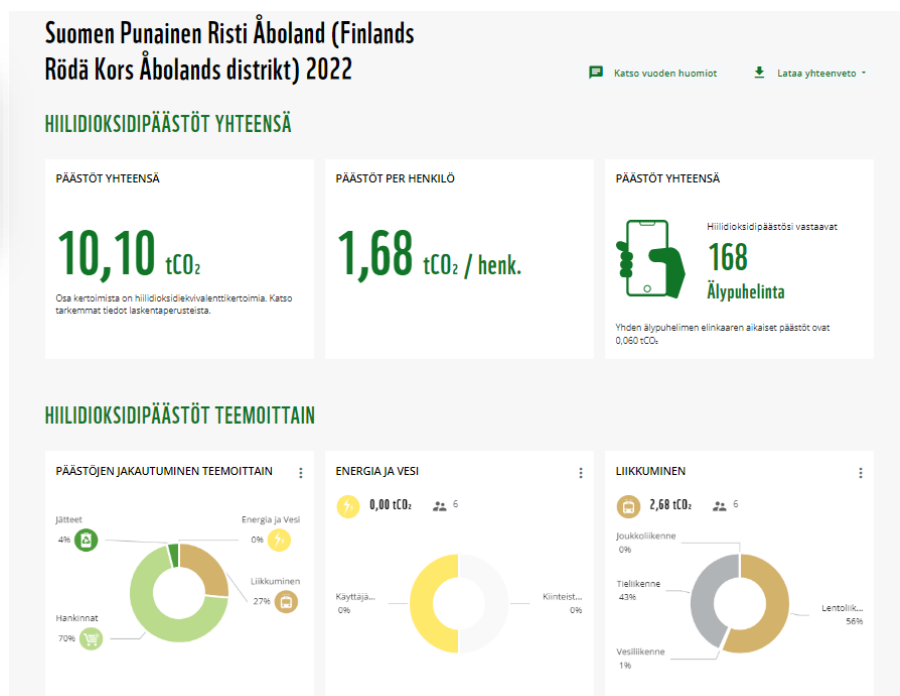 Suomen Punainen Risti Åboland (Finlands
Rödä Kors Åbolands distrikt) 2022
Katso vuoden huomiot
Lataa yhteenveto
HIILIDIOKSIDIPÄÄSTÖT YHTEENSÄ
PÄÄSTÖT YHTEENSÄ
10,10 tCO₂
Osa kertoimista on hiilidioksidiekvivalenttikertoimia. Katso
tarkemmat tiedot laskentaperusteista.
PÄÄSTÖT PER HENKILÖ
1,68 tCO₂ / henk.
PÄÄSTÖT YHTEENSÄ
Hiilidioksidipäästösi vastaavat
168
Älypuhelinta
Yhden älypuhelimen elinkaaren aikaiset päästöt ovat
0,060 tCO₂
HIILIDIOKSIDIPÄÄSTÖT TEEMOITTAIN
PÄÄSTÖJEN JAKAUTUMINEN TEEMOITTAIN
Jätteet
4%
Energia ja Vesi
0%
Liikkuminen
27%
Hankinnat
70%
ENERGIA JA VESI
0,00 tCO₂ 6
Käyttäjä...
0%
Kiinteist...
0%
LIIKKUMINEN
2,68 tCO₂ 6
Joukkoliikenne
0%
Tieliikenne
43%
Lentoliik...
56%
Vesiliikenne
1%